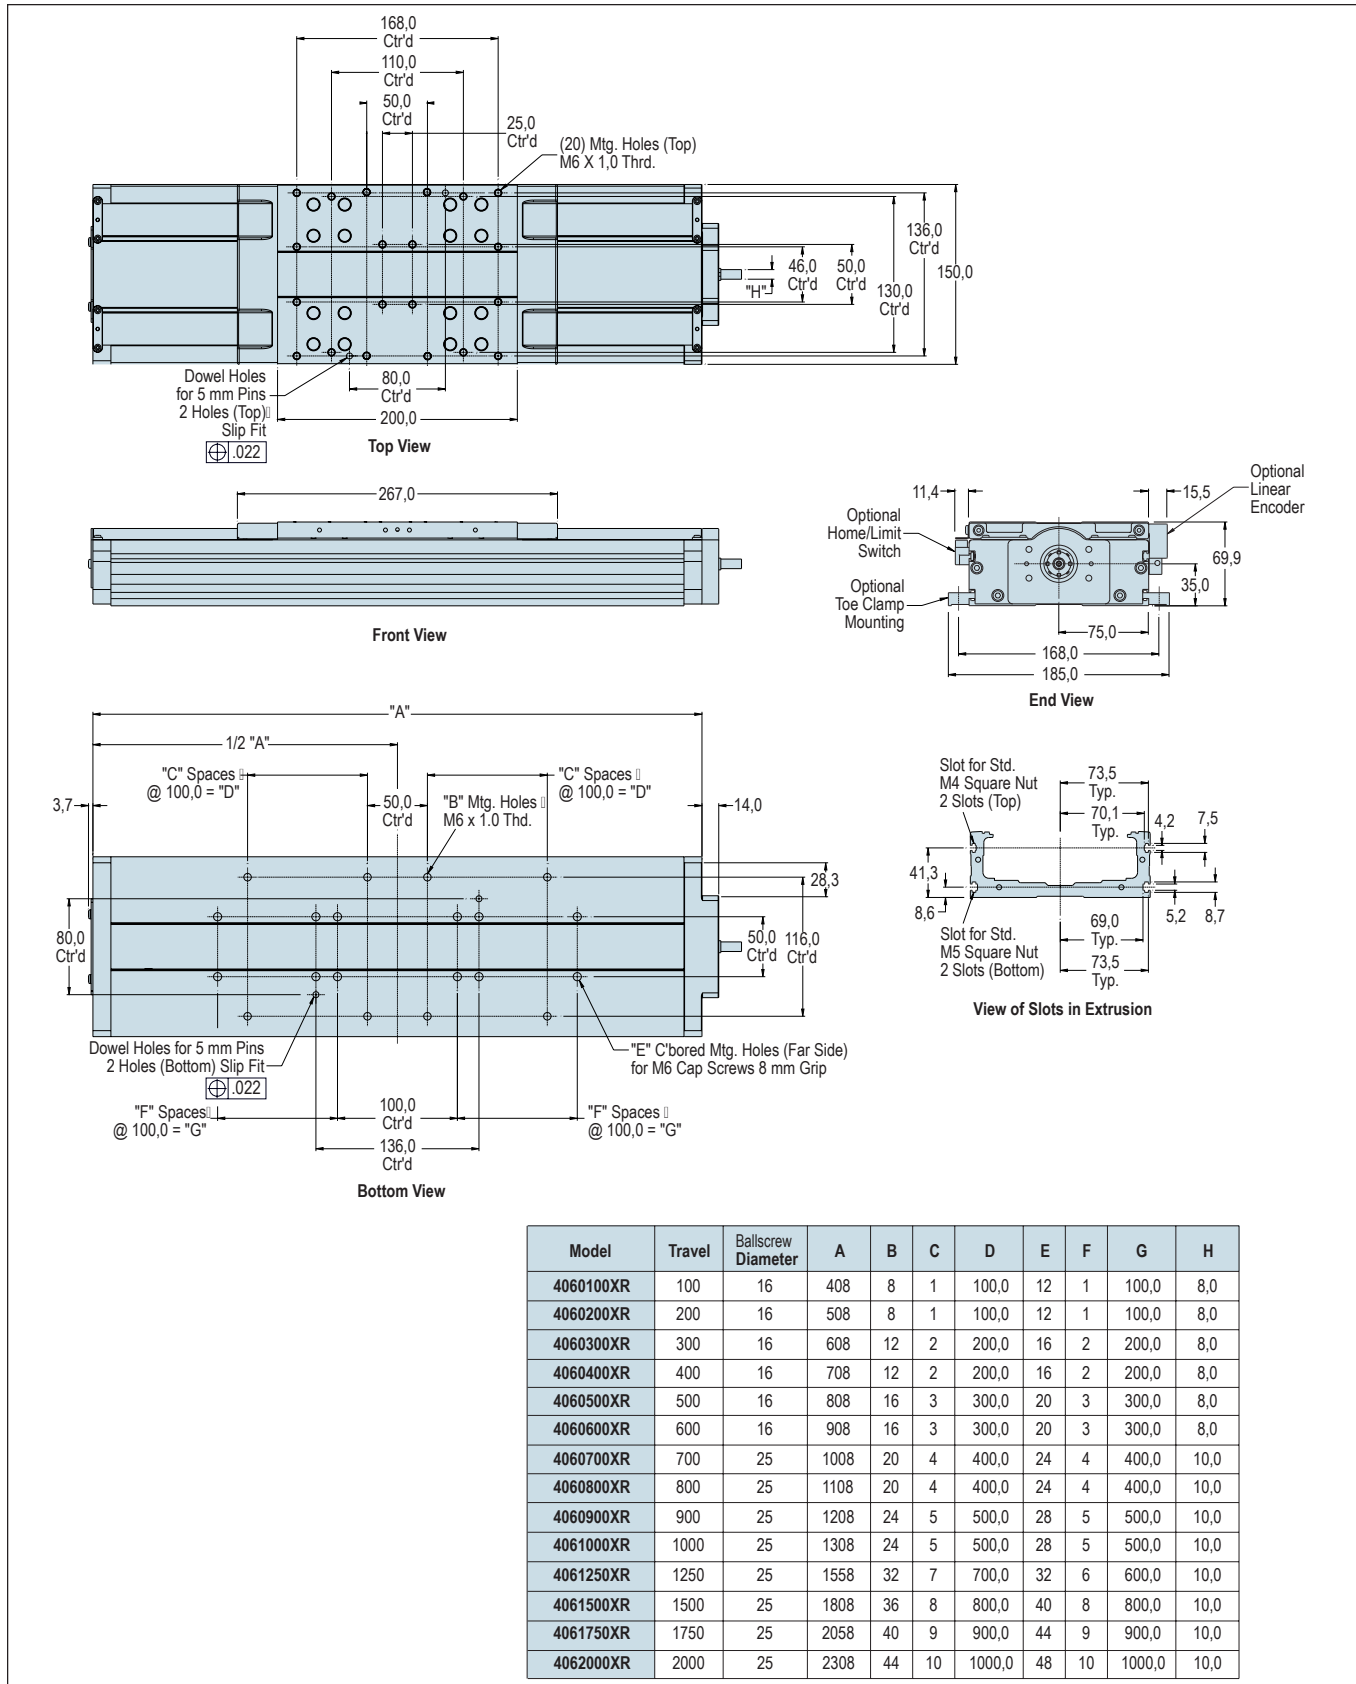 168,0
Ctr'd
110,0
Ctr'd
50,0
Ctr'd
25,0
Ctr'd
(20) Mtg. Holes (Top)
M6 X 1,0 Thrd.
136,0
Ctr'd
46,0
Ctr'd
50,0
Ctr'd
150,0
"H"
130,0
Ctr'd
Dowel Holes
for 5 mm Pins
2 Holes (Top)
Slip Fit
.022
80,0
Ctr'd
200,0
Top View
267,0
Front View
11,4
15,5
Optional
Linear
Encoder
Optional
Home/Limit
Switch
69,9
35,0
Optional
Toe Clamp
Mounting
75,0
168,0
185,0
End View
"A"
1/2 "A"
"C" Spaces
@ 100,0 = "D"
"C" Spaces
@ 100,0 = "D"
3,7
50,0
Ctr'd
"B" Mtg. Holes
M6 x 1.0 Thd.
14,0
28,3
80,0
Ctr'd
50,0
Ctr'd
116,0
Ctr'd
Dowel Holes for 5 mm Pins
2 Holes (Bottom) Slip Fit
.022
"E" C'bored Mtg. Holes (Far Side)
for M6 Cap Screws 8 mm Grip
"F" Spaces
@ 100,0 = "G"
100,0
Ctr'd
"F" Spaces
@ 100,0 = "G"
136,0
Ctr'd
Bottom View
Slot for Std.
M4 Square Nut
2 Slots (Top)
73,5
Typ.
70,1
Typ.
4,2
7,5
41,3
8,6
5,2
8,7
69,0
Typ.
73,5
Typ.
Slot for Std.
M5 Square Nut
2 Slots (Bottom)
View of Slots in Extrusion
Model Travel Ballscrew Diameter A B C D E F G H
4060100XR 100 16 408 8 1 100,0 12 1 100,0 8,0
4060200XR 200 16 508 8 1 100,0 12 1 100,0 8,0
4060300XR 300 16 608 12 2 200,0 16 2 200,0 8,0
4060400XR 400 16 708 12 2 200,0 16 2 200,0 8,0
4060500XR 500 16 808 16 3 300,0 20 3 300,0 8,0
4060600XR 600 16 908 16 3 300,0 20 3 300,0 8,0
4060700XR 700 25 1008 20 4 400,0 24 4 400,0 10,0
4060800XR 800 25 1108 20 4 400,0 24 4 400,0 10,0
4060900XR 900 25 1208 24 5 500,0 28 5 500,0 10,0
4061000XR 1000 25 1308 24 5 500,0 28 5 500,0 10,0
4061250XR 1250 25 1558 32 7 700,0 32 6 600,0 10,0
4061500XR 1500 25 1808 36 8 800,0 40 8 800,0 10,0
4061750XR 1750 25 2058 40 9 900,0 44 9 900,0 10,0
4062000XR 2000 25 2308 44 10 1000,0 48 10 1000,0 10,0